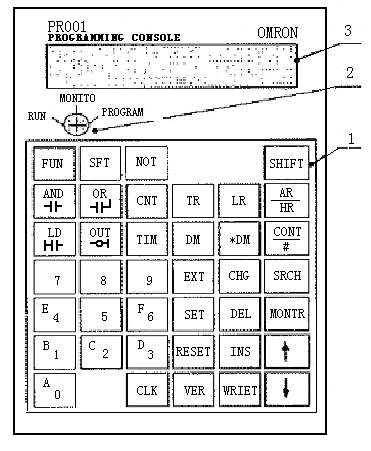 PRO01 OMRON 3
PROGRAMMING CONSOLE
2
MONITO
RUN PROGRAM
1
FUN SFT NOT SHIFT
AND OR CNT TR LR AR
HR
LD OUT TIM DM *DM CONT
#
7 8 9 EXT CHG SRCH
E 4 5 F 6 SET DEL MONTR
B 1 C 2 D 3 RESET INS
A 0 CLK VER WRIET